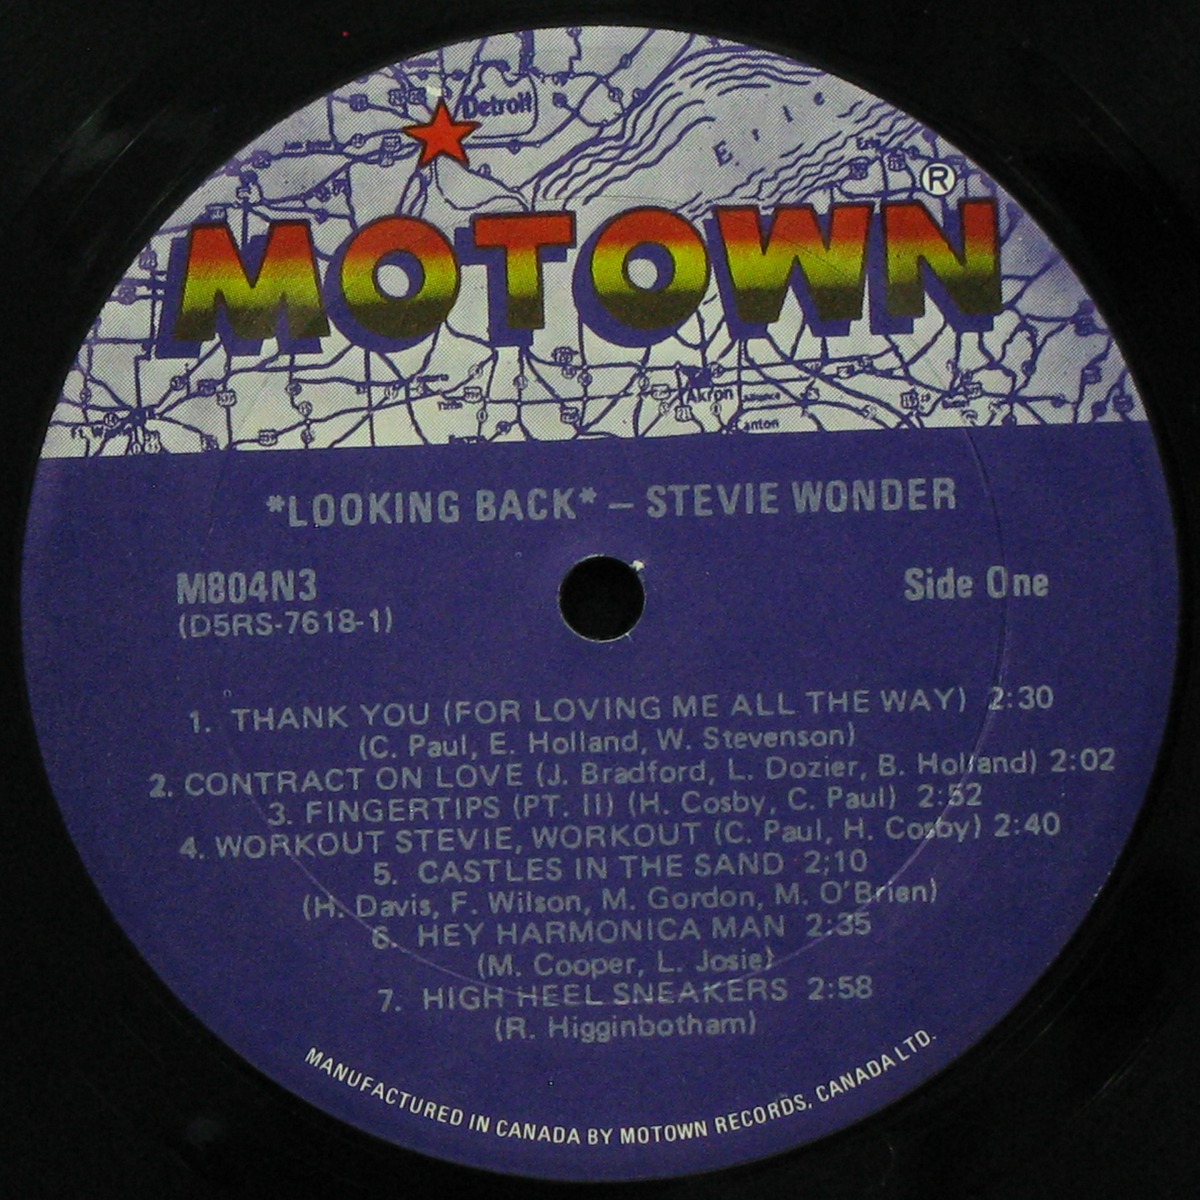 Detroit
Erie
Erie
®
MOTOWN
Akron
Alliance
Canton
*LOOKING BACK* – STEVIE WONDER
M804N3
Side One
(D5RS-7618-1)
1. THANK YOU (FOR LOVING ME ALL THE WAY) 2:30
(C. Paul, E. Holland, W. Stevenson)
2. CONTRACT ON LOVE (J. Bradford, L. Dozier, B. Holland) 2:02
3. FINGERTIPS (PT. II) (H. Cosby, C. Paul) 2:52
4. WORKOUT STEVIE, WORKOUT (C. Paul, H. Cosby) 2:40
5. CASTLES IN THE SAND 2;10
(H. Davis, F. Wilson, M. Gordon, M. O'Brien)
6. HEY HARMONICA MAN 2:35
(M. Cooper, L. Josie)
7. HIGH HEEL SNEAKERS 2:58
(R. Higginbotham)
MANUFACTURED IN CANADA BY MOTOWN RECORDS, CANADA LTD.